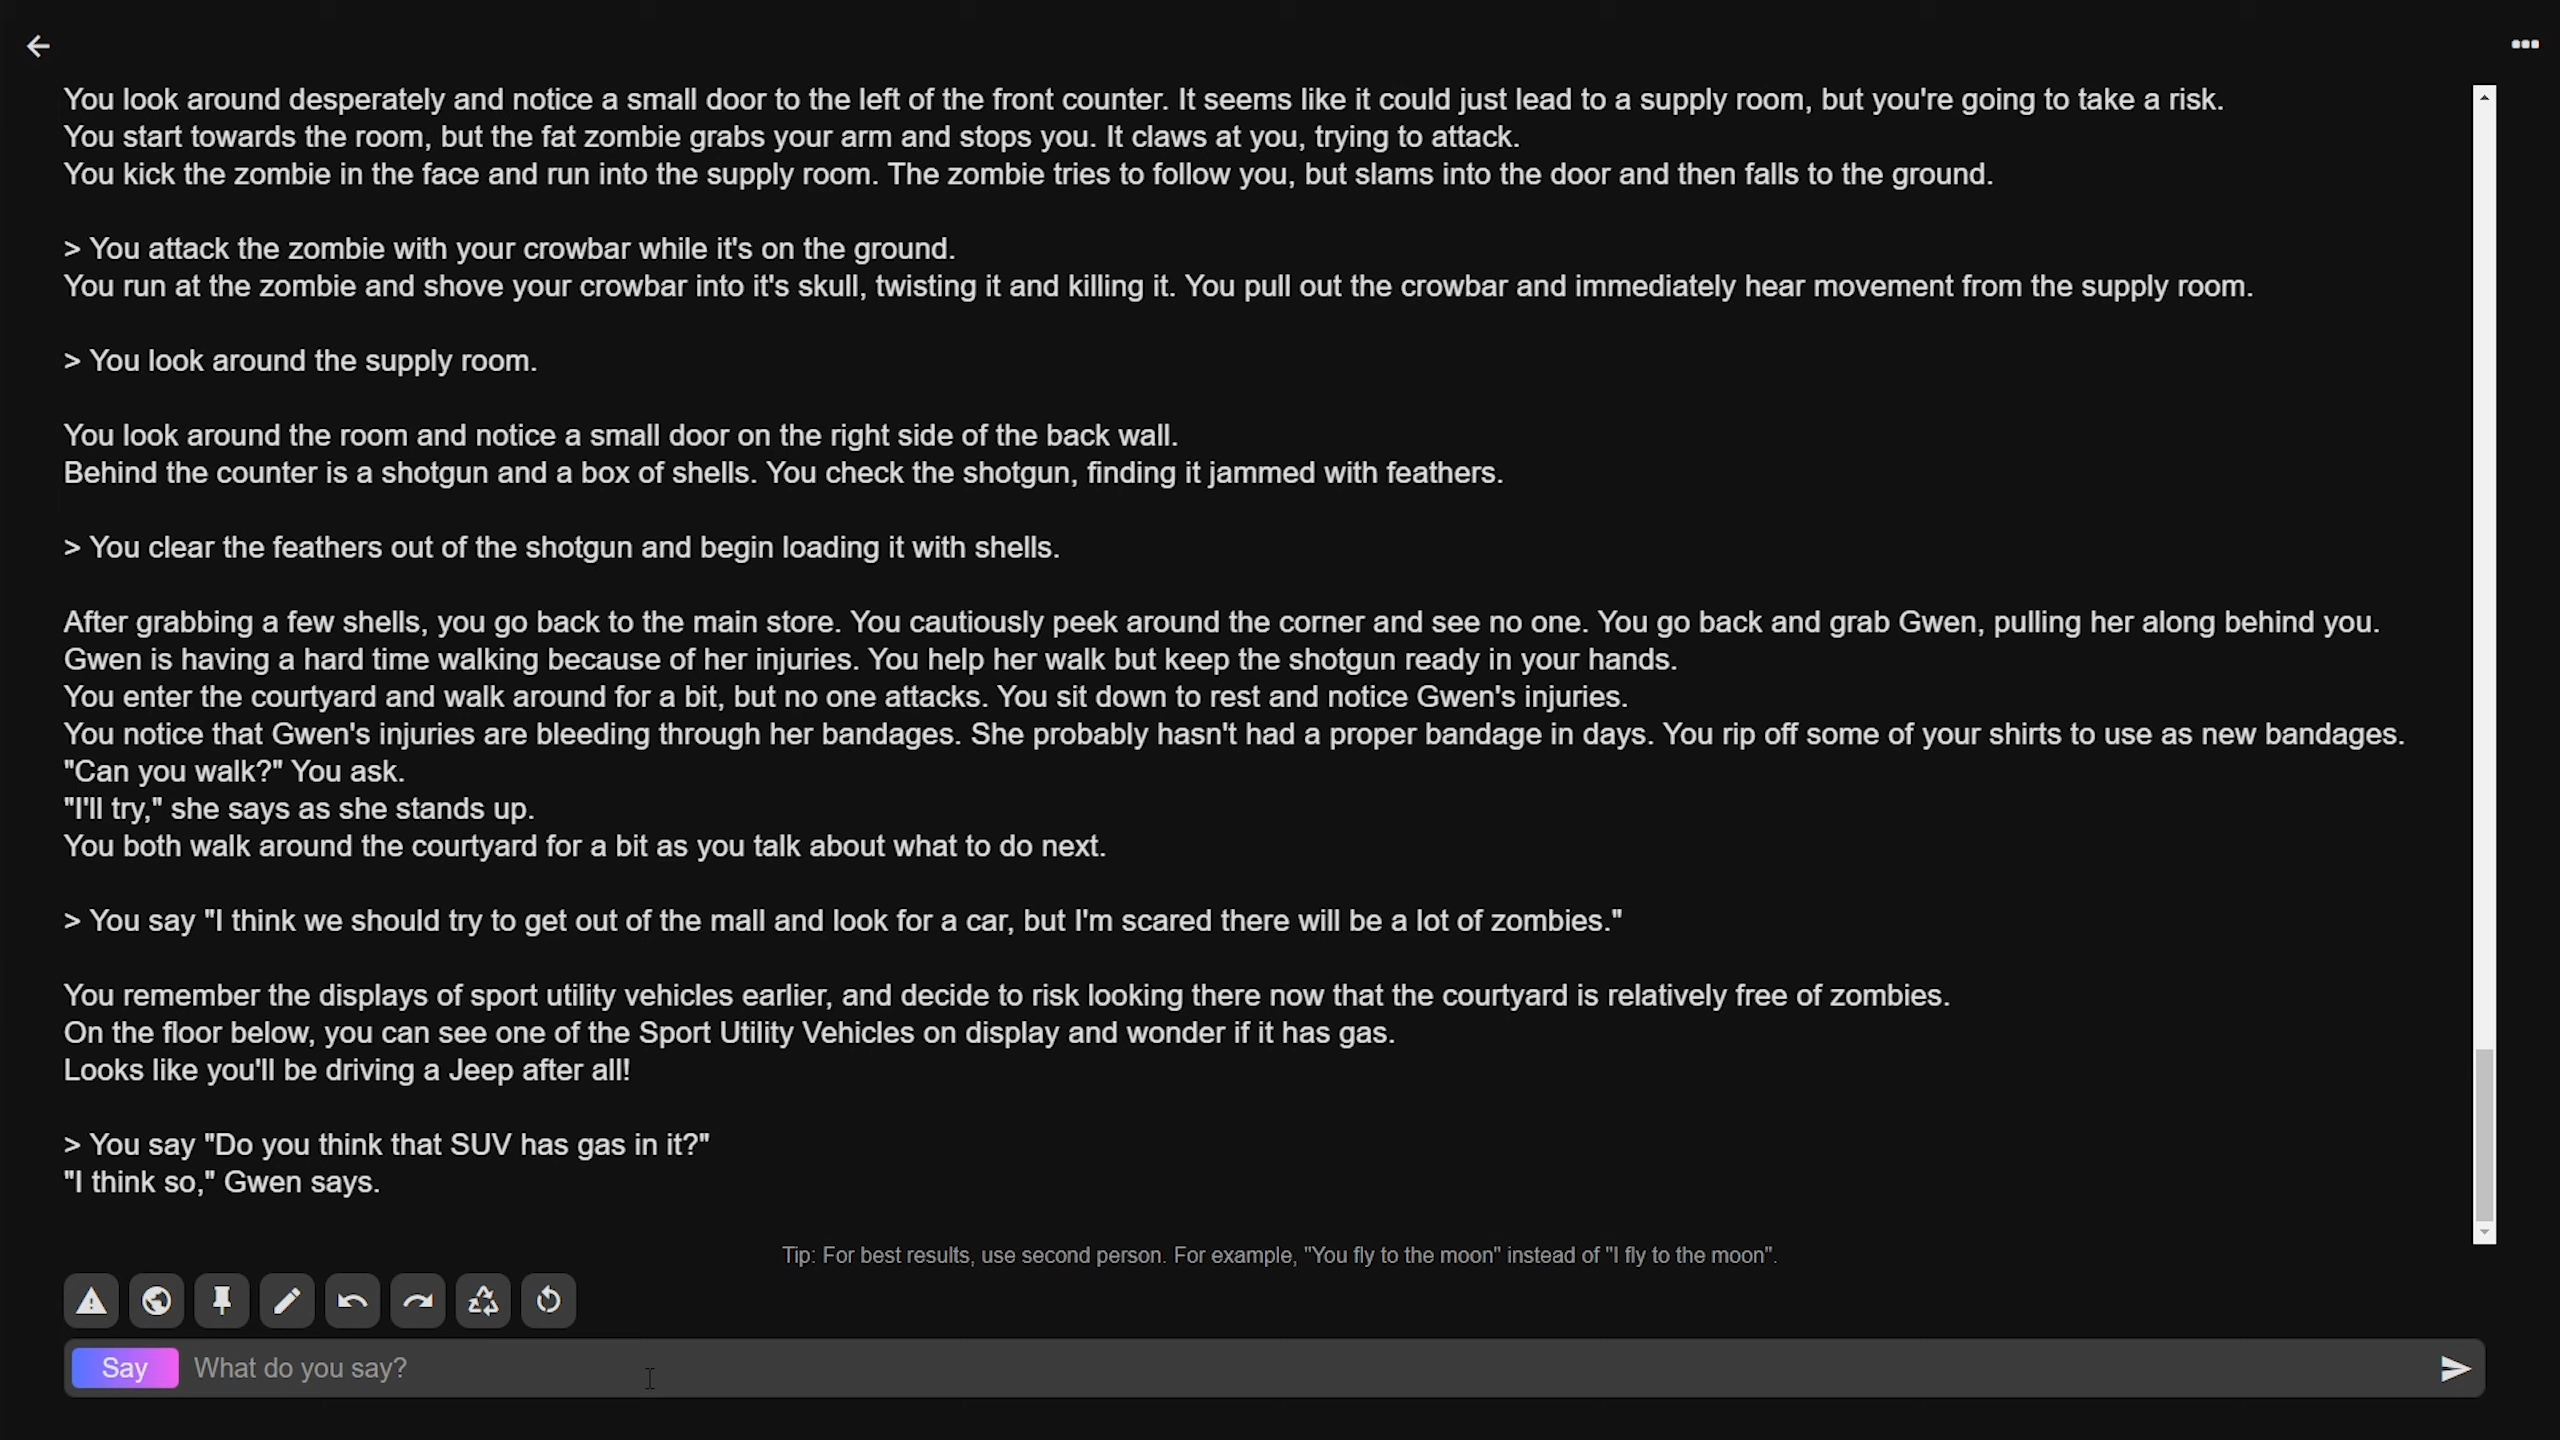 You look around desperately and notice a small door to the left of the front counter. It seems like it could just lead to a supply room, but you're going to take a risk.
You start towards the room, but the fat zombie grabs your arm and stops you. It claws at you, trying to attack.
You kick the zombie in the face and run into the supply room. The zombie tries to follow you, but slams into the door and then falls to the ground.
> You attack the zombie with your crowbar while it's on the ground.
You run at the zombie and shove your crowbar into it's skull, twisting it and killing it. You pull out the crowbar and immediately hear movement from the supply room.
> You look around the supply room.
You look around the room and notice a small door on the right side of the back wall.
Behind the counter is a shotgun and a box of shells. You check the shotgun, finding it jammed with feathers.
> You clear the feathers out of the shotgun and begin loading it with shells.
After grabbing a few shells, you go back to the main store. You cautiously peek around the corner and see no one. You go back and grab Gwen, pulling her along behind you.
Gwen is having a hard time walking because of her injuries. You help her walk but keep the shotgun ready in your hands.
You enter the courtyard and walk around for a bit, but no one attacks. You sit down to rest and notice Gwen's injuries.
You notice that Gwen's injuries are bleeding through her bandages. She probably hasn't had a proper bandage in days. You rip off some of your shirts to use as new bandages.
"Can you walk?" You ask.
"I'll try," she says as she stands up.
You both walk around the courtyard for a bit as you talk about what to do next.
> You say "I think we should try to get out of the mall and look for a car, but I'm scared there will be a lot of zombies."
You remember the displays of sport utility vehicles earlier, and decide to risk looking there now that the courtyard is relatively free of zombies.
On the floor below, you can see one of the Sport Utility Vehicles on display and wonder if it has gas.
Looks like you'll be driving a Jeep after all!
> You say "Do you think that SUV has gas in it?"
"I think so," Gwen says.
Tip: For best results, use second person. For example, "You fly to the moon" instead of "I fly to the moon".
Say What do you say?